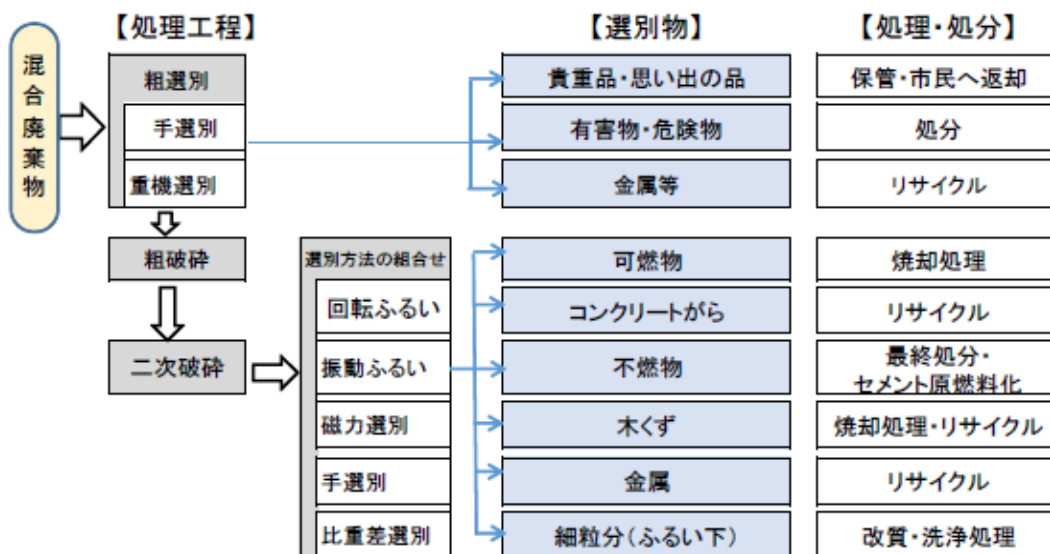 【処理工程】
【選別物】
【処理・処分】
混合廃棄物
粗選別
手選別
重機選別
貴重品・思い出の品
保管・市民へ返却
有害物・危険物
処分
金属等
リサイクル
粗破砕
二次破砕
選別方法の組合せ
回転ふるい
振動ふるい
磁力選別
手選別
比重差選別
可燃物
焼却処理
コンクリートがら
リサイクル
不燃物
最終処分・
セメント原燃料化
木くず
焼却処理・リサイクル
金属
リサイクル
細粒分(ふるい下)
改質・洗浄処理